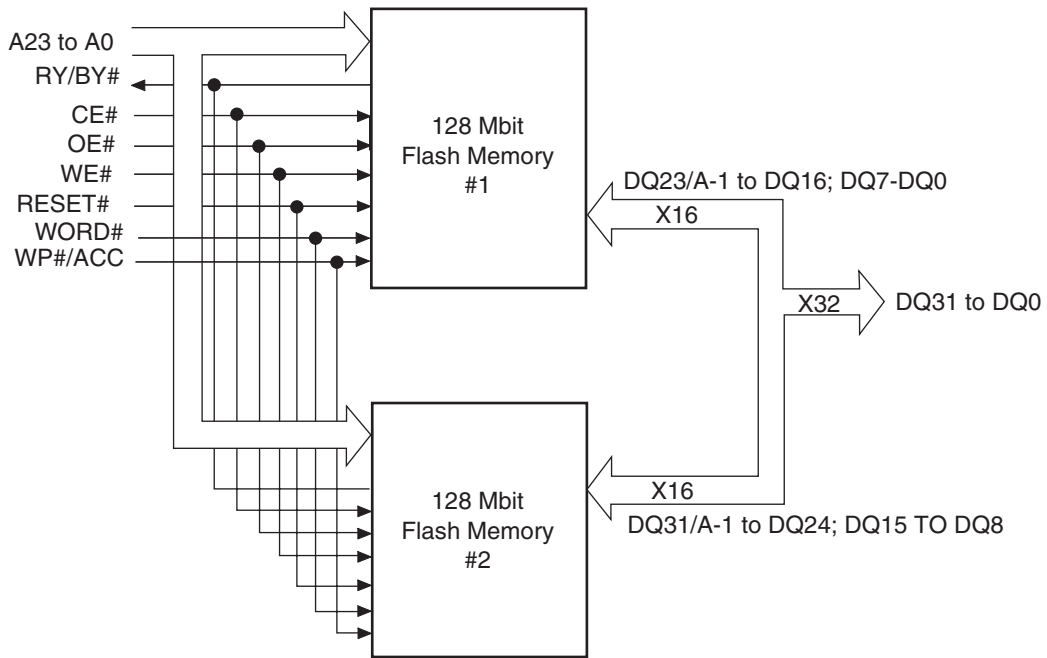 A23 to A0
RY/BY#
CE#
OE#
WE#
RESET#
WORD#
WP#/ACC
128 Mbit
Flash Memory
#1
DQ23/A-1 to DQ16; DQ7-DQ0
X16
X32
DQ31 to DQ0
128 Mbit
Flash Memory
#2
X16
DQ31/A-1 to DQ24; DQ15 TO DQ8